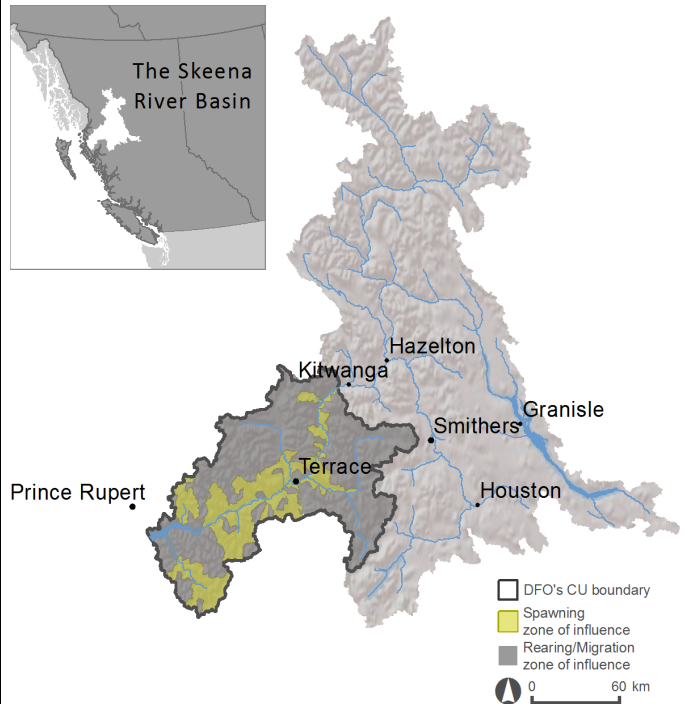 The Skeena
River Basin
Hazelton
Kitwanga
Granisle
Smithers
Terrace
Houston
Prince Rupert
DFO's CU boundary
Spawning
zone of influence
Rearing/Migration
zone of influence
0 60 km